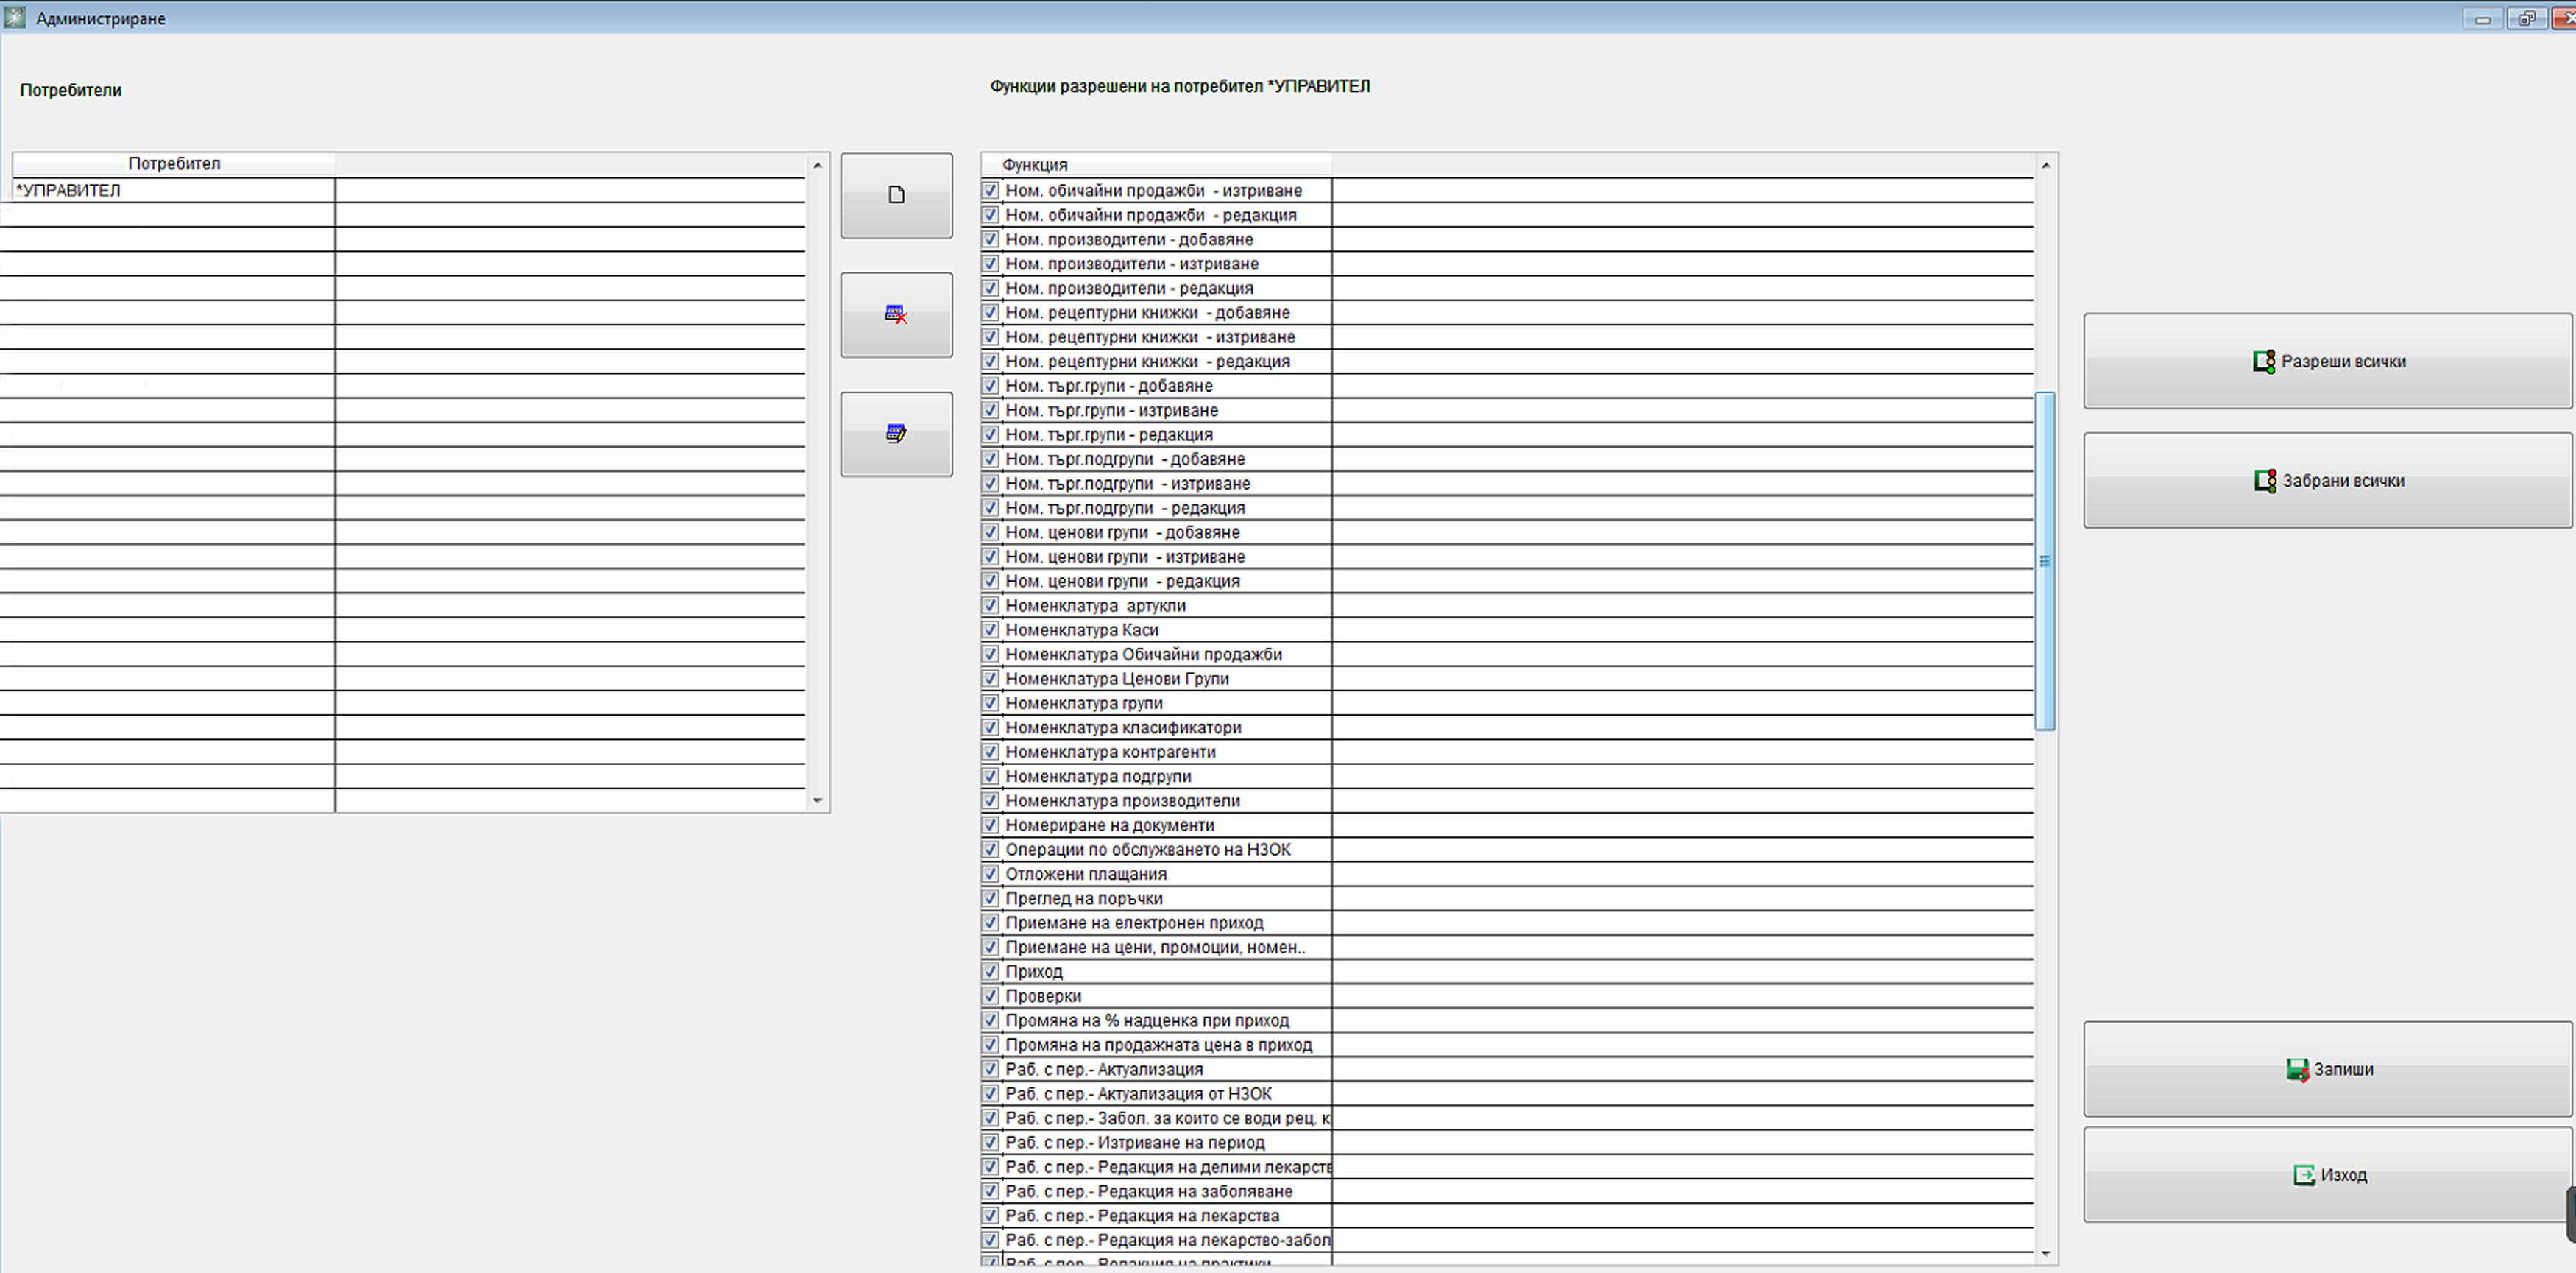 Администриране
Потребители
Функции разрешени на потребител *УПРАВИТЕЛ
Потребител
*УПРАВИТЕЛ
Функция
Ном. обичайни продажби - изтриване
Ном. обичайни продажби - редакция
Ном. производители - добавяне
Ном. производители - изтриване
Ном. производители - редакция
Ном. рецептурни книжки - добавяне
Ном. рецептурни книжки - изтриване
Ном. рецептурни книжки - редакция
Ном. търг.групи - добавяне
Ном. търг.групи - изтриване
Ном. търг.групи - редакция
Ном. търг.подгрупи - добавяне
Ном. търг.подгрупи - изтриване
Ном. търг.подгрупи - редакция
Ном. ценови групи - добавяне
Ном. ценови групи - изтриване
Ном. ценови групи - редакция
Номенклатура артукли
Номенклатура Каси
Номенклатура Обичайни продажби
Номенклатура Ценови Групи
Номенклатура групи
Номенклатура класификатори
Номенклатура контрагенти
Номенклатура подгрупи
Номенклатура производители
Номериране на документи
Операции по обслужването на НЗОК
Отложени плащания
Преглед на поръчки
Приемане на електронен приход
Приемане на цени, промоции, номен..
Приход
Проверки
Промяна на % надценка при приход
Промяна на продажната цена в приход
Раб. с пер.- Актуализация
Раб. с пер.- Актуализация от НЗОК
Раб. с пер.- Забол. за които се води рец. к
Раб. с пер.- Изтриване на период
Раб. с пер.- Редакция на делими лекарств
Раб. с пер.- Редакция на заболяване
Раб. с пер.- Редакция на лекарства
Раб. с пер.- Редакция на лекарство-забол
Раб. с пер.- Редакция на практики
Разреши всички
Забрани всички
Запиши
Изход